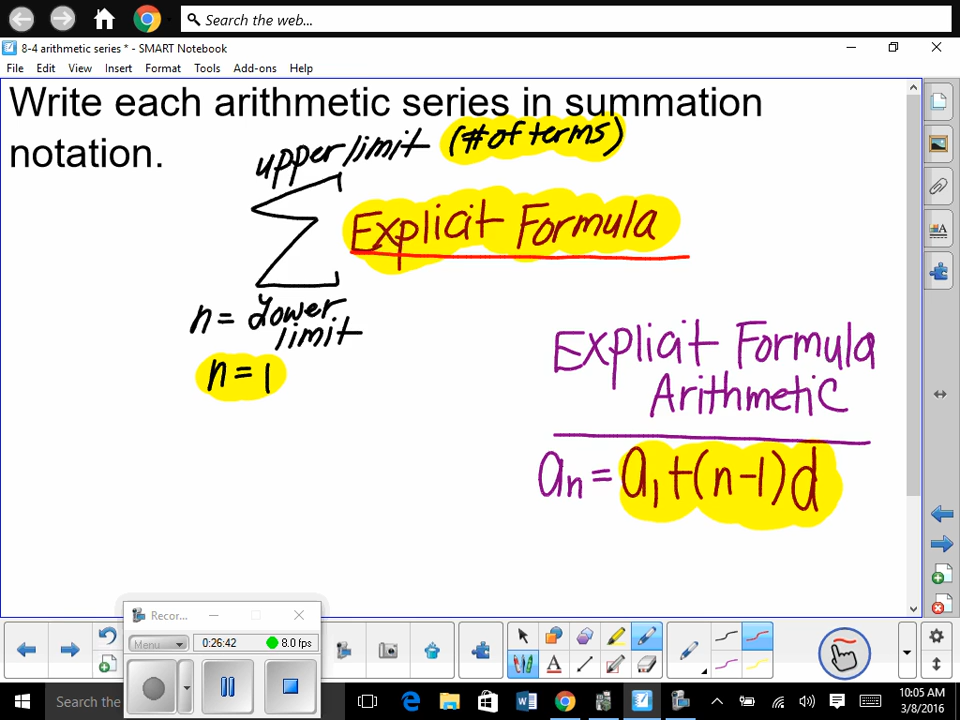 Search the web...
8-4 arithmetic series * - SMART Notebook
File Edit View Insert Format Tools Add-ons Help
Write each arithmetic series in summation
notation.
upper limit (# of terms)
∑ Explicit Formula
n = Lower
limit
n = 1
Explicit Formula
Arithmetic
aₙ = a₁ + (n - 1) d
Recor...
Menu 0:26:42 8.0 fps
Search the
10:05 AM
3/8/2016